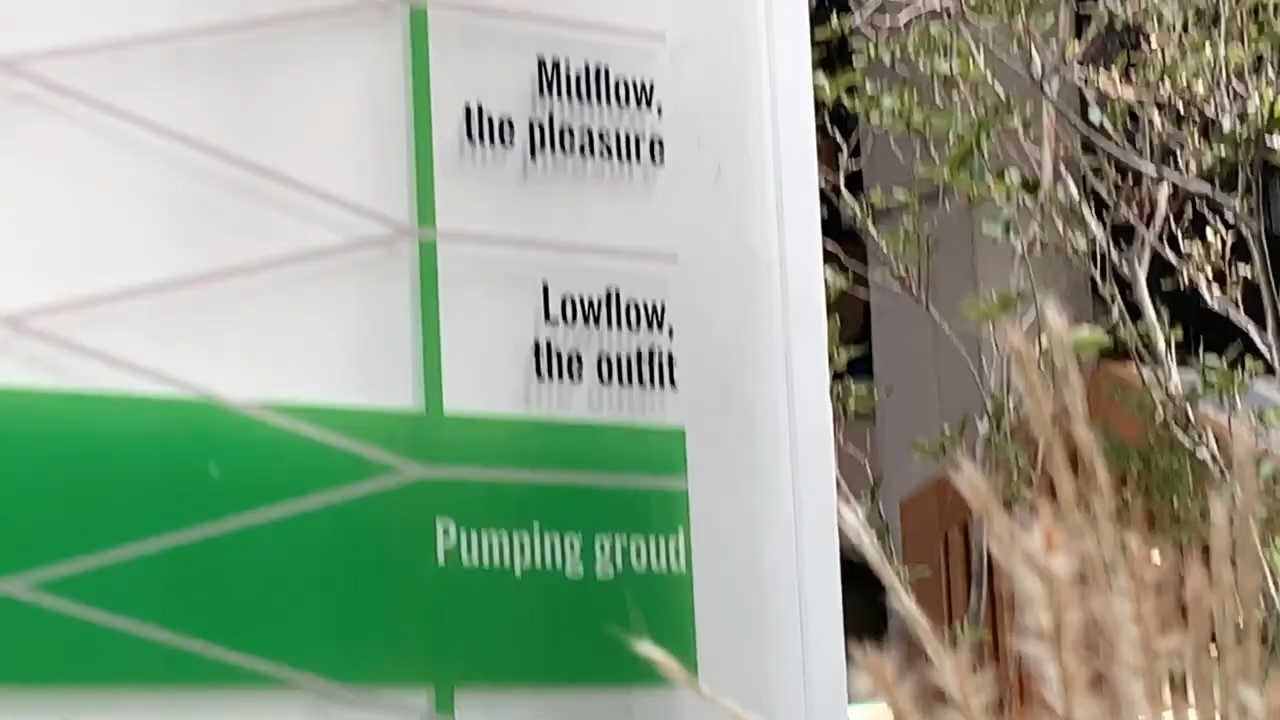 Midflow,
the pleasure
Lowflow,
the outfit
Pumping groud